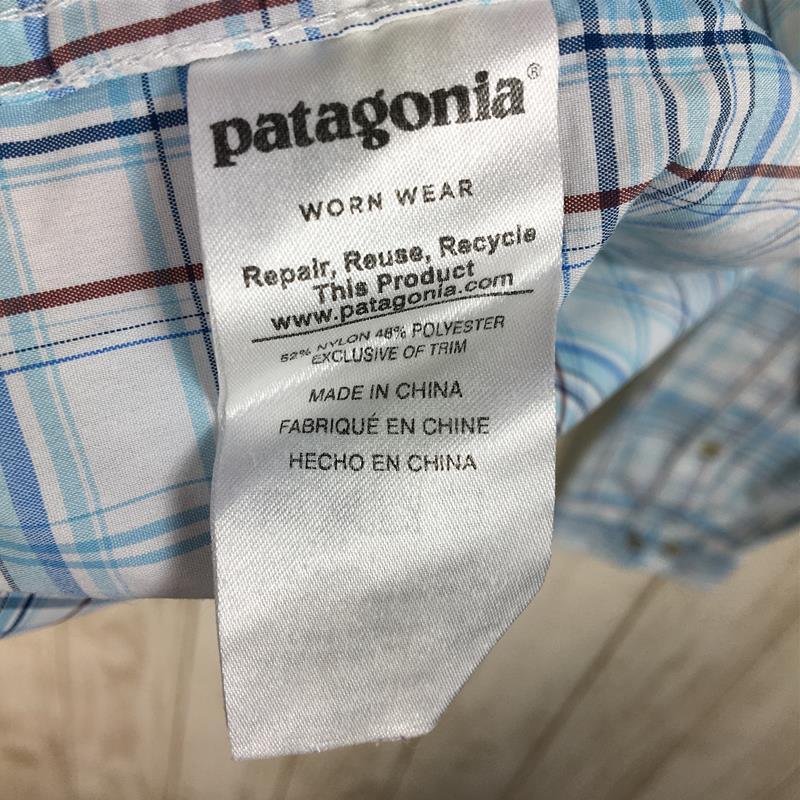 patagonia®
WORN WEAR
Repair, Reuse, Recycle
This Product
www.patagonia.com
52% NYLON 48% POLYESTER
EXCLUSIVE OF TRIM
MADE IN CHINA
FABRIQUÉ EN CHINE
HECHO EN CHINA